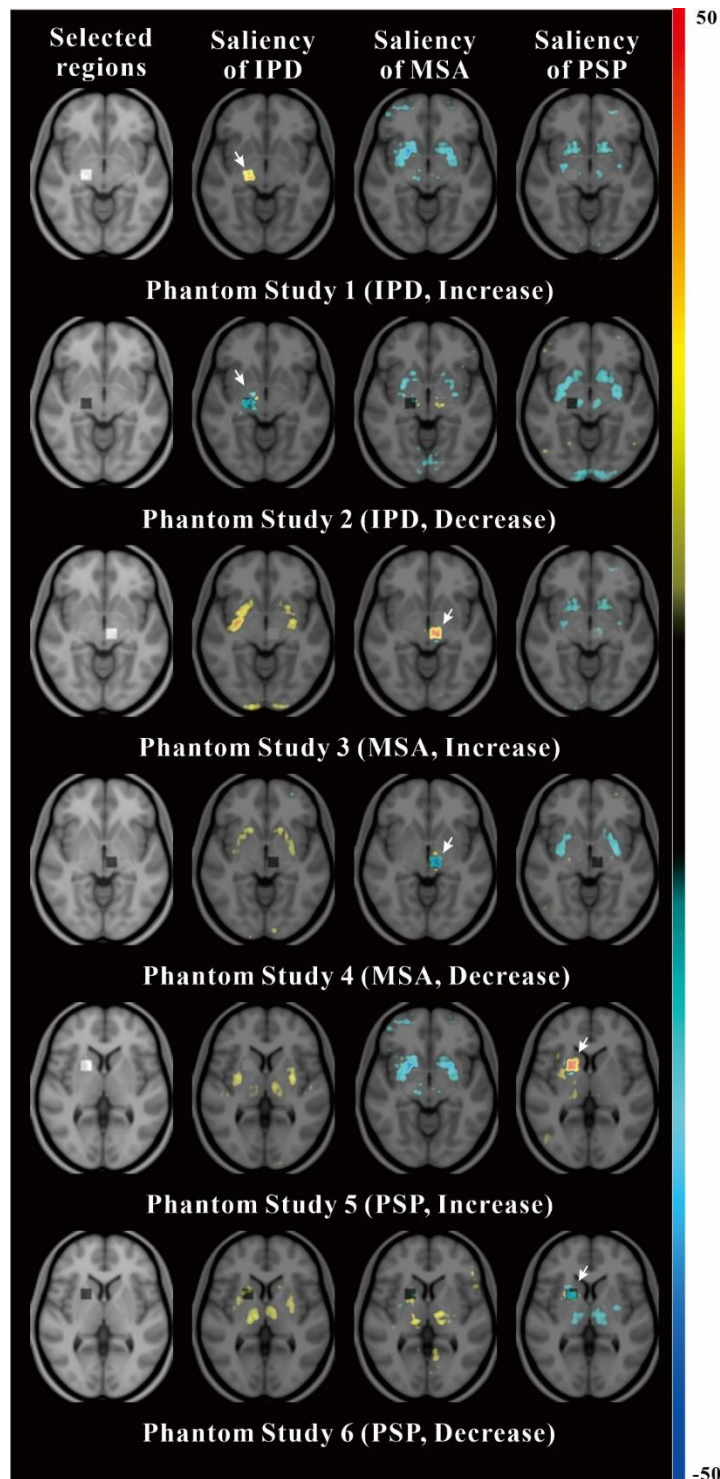 50
Selected regions
Saliency of IPD
Saliency of MSA
Saliency of PSP
Phantom Study 1 (IPD, Increase)
Phantom Study 2 (IPD, Decrease)
Phantom Study 3 (MSA, Increase)
Phantom Study 4 (MSA, Decrease)
Phantom Study 5 (PSP, Increase)
Phantom Study 6 (PSP, Decrease)
-50